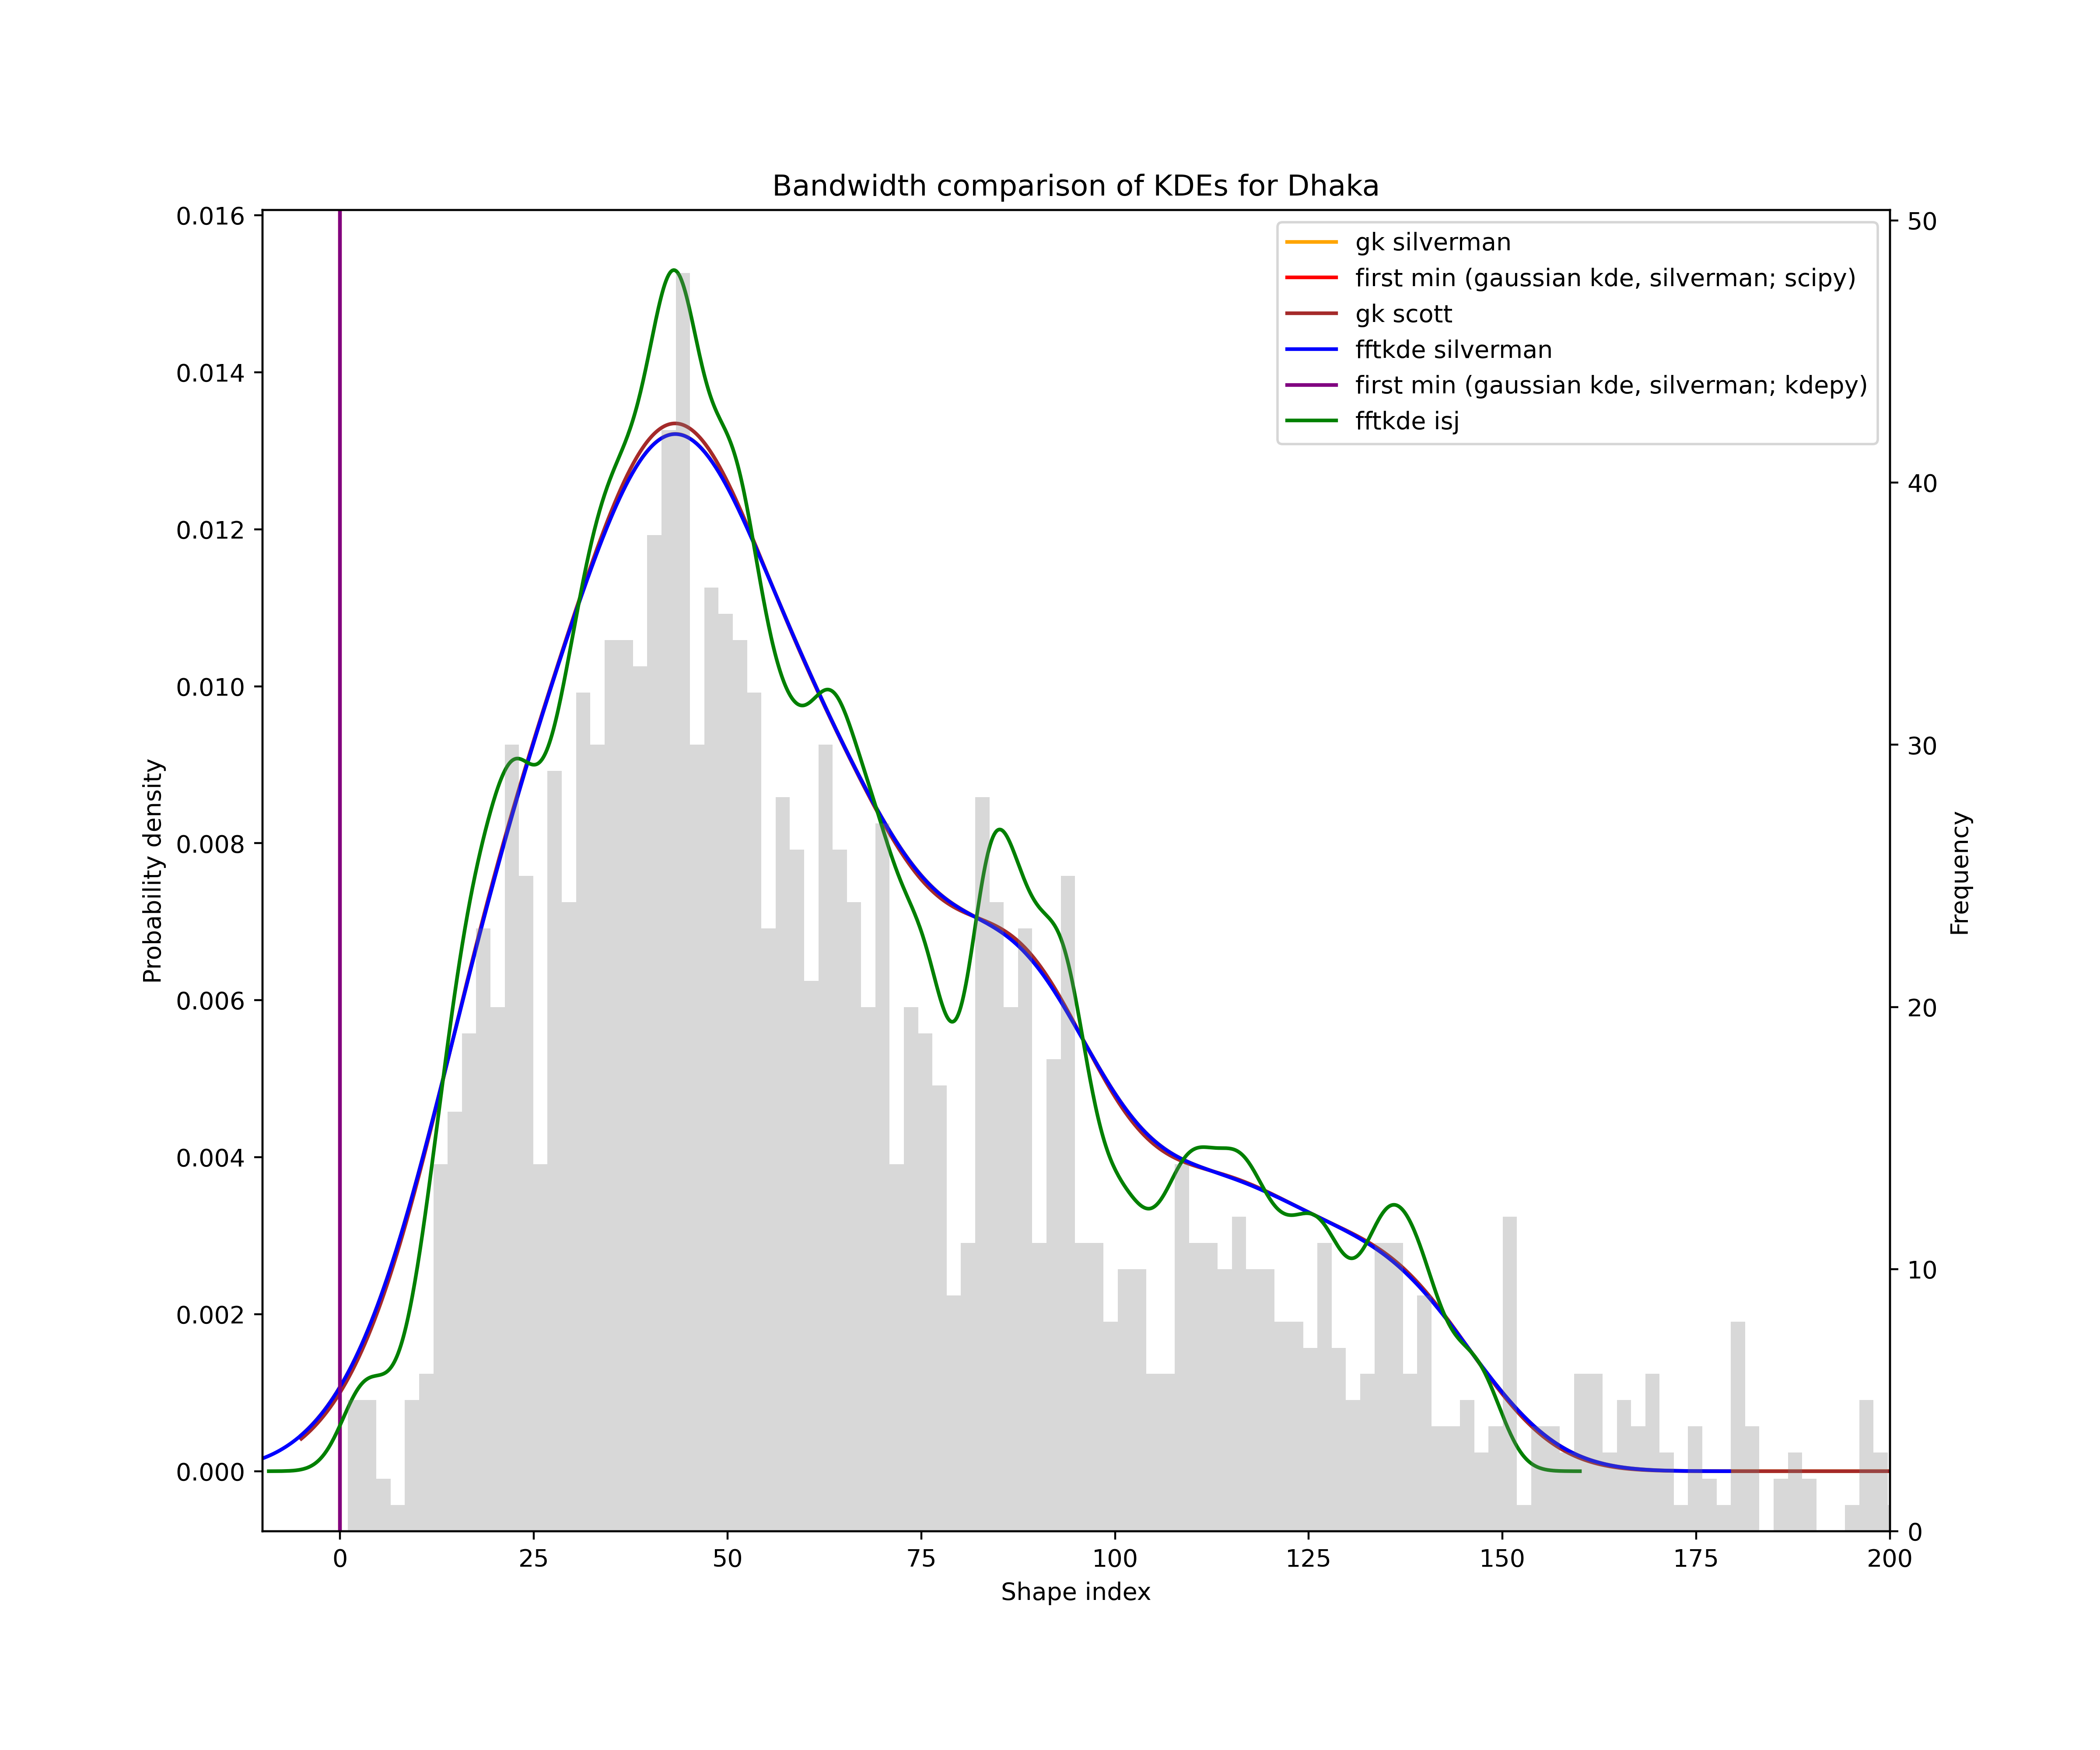 Bandwidth comparison of KDEs for Dhaka
gk silverman
first min (gaussian kde, silverman; scipy)
gk scott
fftkde silverman
first min (gaussian kde, silverman; kdepy)
fftkde isj
Probability density
0.016
0.014
0.012
0.010
0.008
0.006
0.004
0.002
0.000
0
25
50
75
100
125
150
175
200
Shape index
50
40
30
20
10
0
Frequency